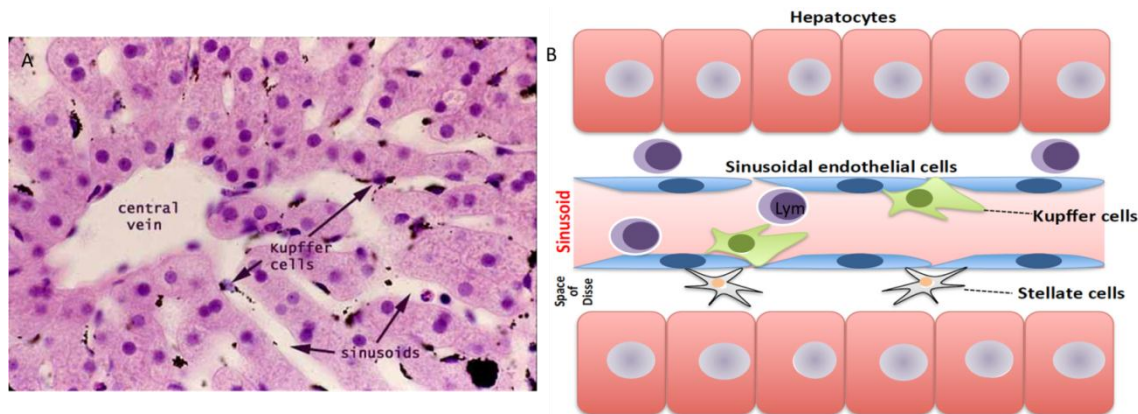 A
central
vein
Kupffer
cells
sinusoids
B
Hepatocytes
Sinusoidal endothelial cells
Lym
Sinusoid
Kupffer cells
Space
of
Disse
Stellate cells